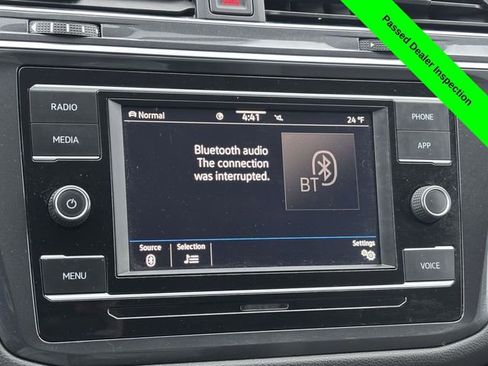 Passed Dealer Inspection
RADIO
MEDIA
MENU
PHONE
APP
VOICE
Normal
4:41
24 °F
Bluetooth audio
The connection
was interrupted.
BT
Source
Selection
Settings